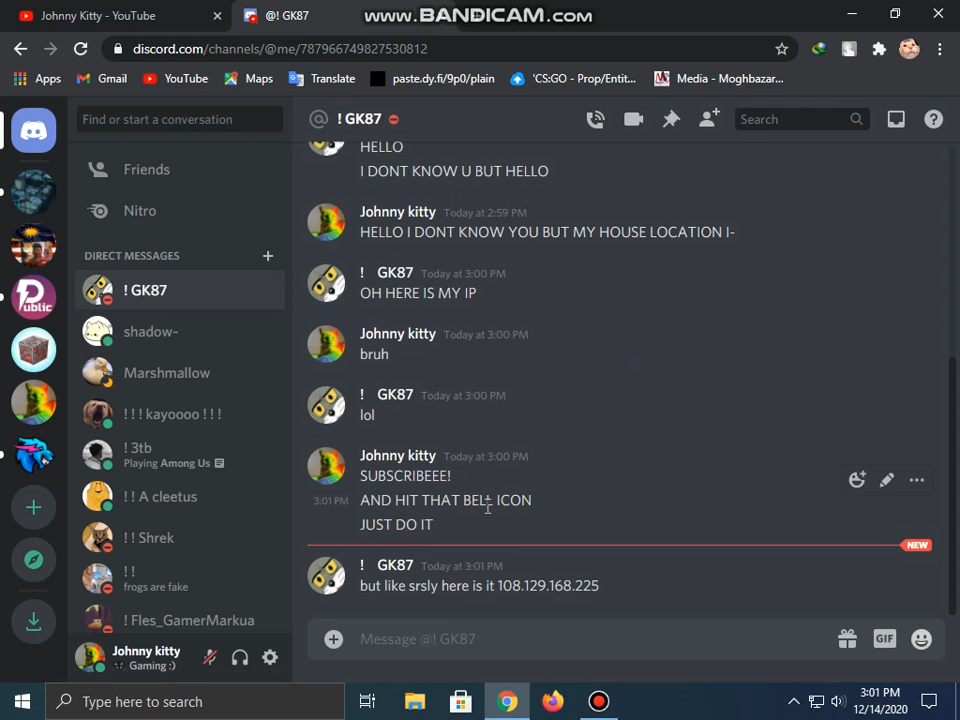 Johnny Kitty - YouTube
@! GK87
www.BANDICAM.com
discord.com/channels/@me/787966749827530812
Apps
Gmail
YouTube
Maps
Translate
paste.dy.fi/9p0/plain
'CS:GO - Prop/Entit...
Media - Moghbazar...
Find or start a conversation
@ ! GK87
Search
Friends
Nitro
DIRECT MESSAGES
! GK87
shadow-
Marshmallow
! ! ! kayoooo ! ! !
! 3tb
Playing Among Us
! ! A cleetus
! ! Shrek
! !
frogs are fake
! Fles_GamerMarkua
Johnny kitty
Gaming :)
HELLO
I DONT KNOW U BUT HELLO
Johnny kitty Today at 2:59 PM
HELLO I DONT KNOW YOU BUT MY HOUSE LOCATION I-
! GK87 Today at 3:00 PM
OH HERE IS MY IP
Johnny kitty Today at 3:00 PM
bruh
! GK87 Today at 3:00 PM
lol
Johnny kitty Today at 3:00 PM
SUBSCRIBEEE!
3:01 PM AND HIT THAT BELL ICON
JUST DO IT
NEW
! GK87 Today at 3:01 PM
but like srsly here is it 108.129.168.225
Message @! GK87
GIF
Public
Type here to search
3:01 PM
12/14/2020